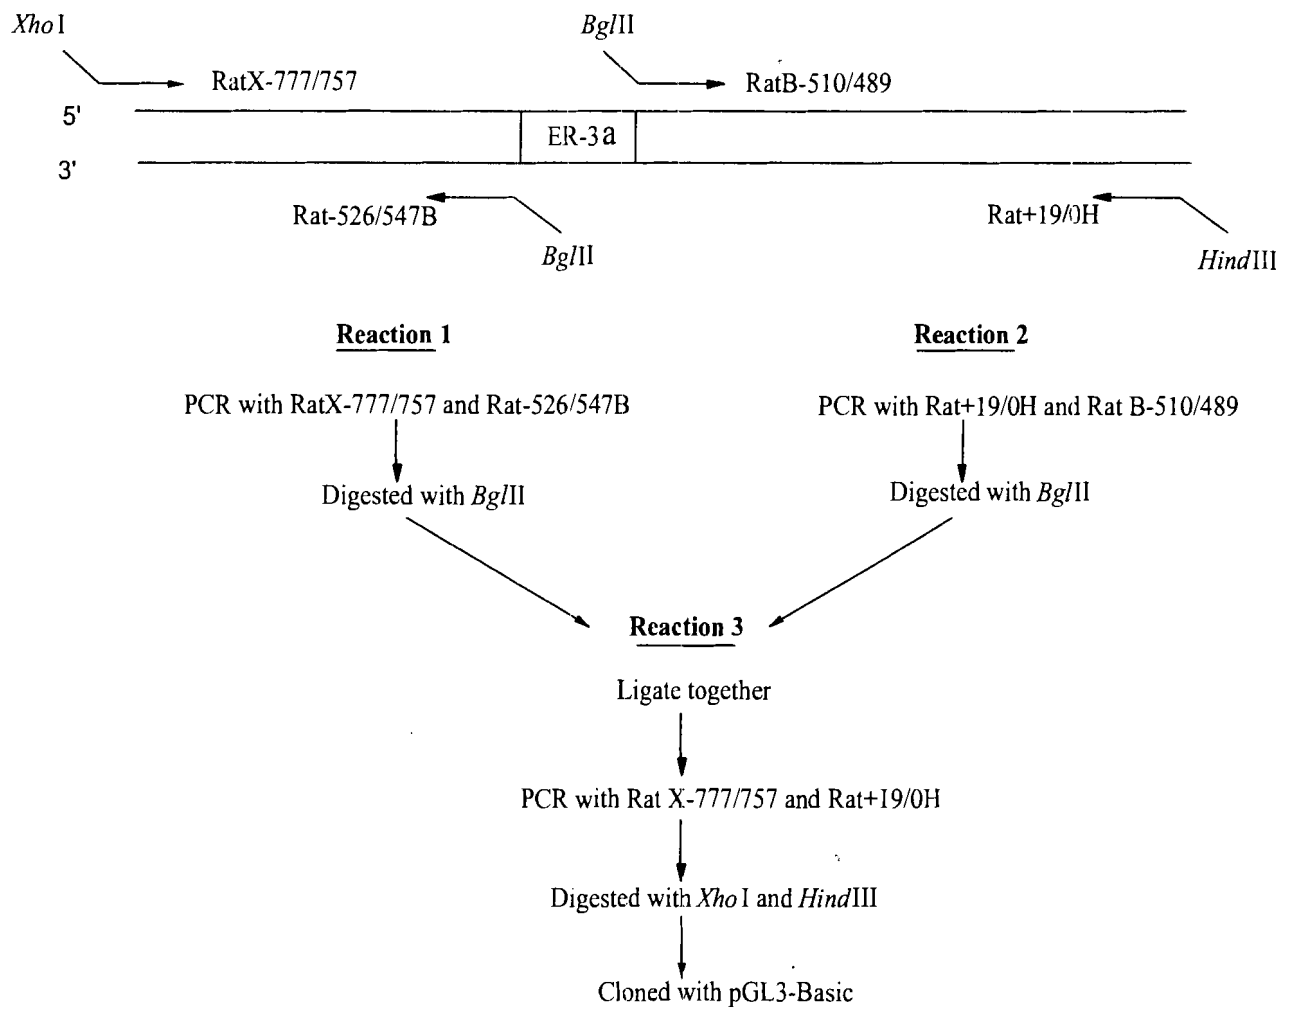 XhoI
BglII
RatX-777/757
RatB-510/489
5'
ER-3a
3'
Rat-526/547B
Rat+19/0H
BglII
HindIII
Reaction 1
Reaction 2
PCR with RatX-777/757 and Rat-526/547B
PCR with Rat+19/0H and Rat B-510/489
Digested with BglII
Digested with BglII
Reaction 3
Ligate together
PCR with Rat X-777/757 and Rat+19/0H
Digested with XhoI and HindIII
Cloned with pGL3-Basic